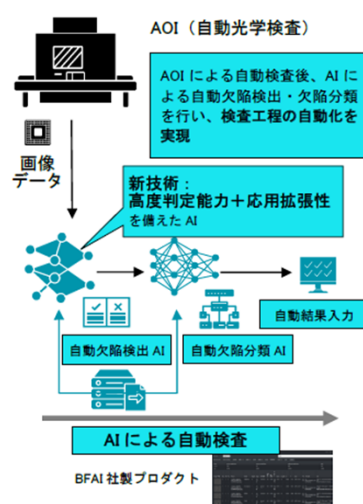 AOI（自動光学検査）
AOI による自動検査後、AI に
よる自動欠陥検出・欠陥分類
を行い、検査工程の自動化を
実現
画像
データ
新技術：
高度判定能力＋応用拡張性
を備えた AI
自動結果入力
自動欠陥検出 AI
自動欠陥分類 AI
AI による自動検査
BFAI 社製プロダクト